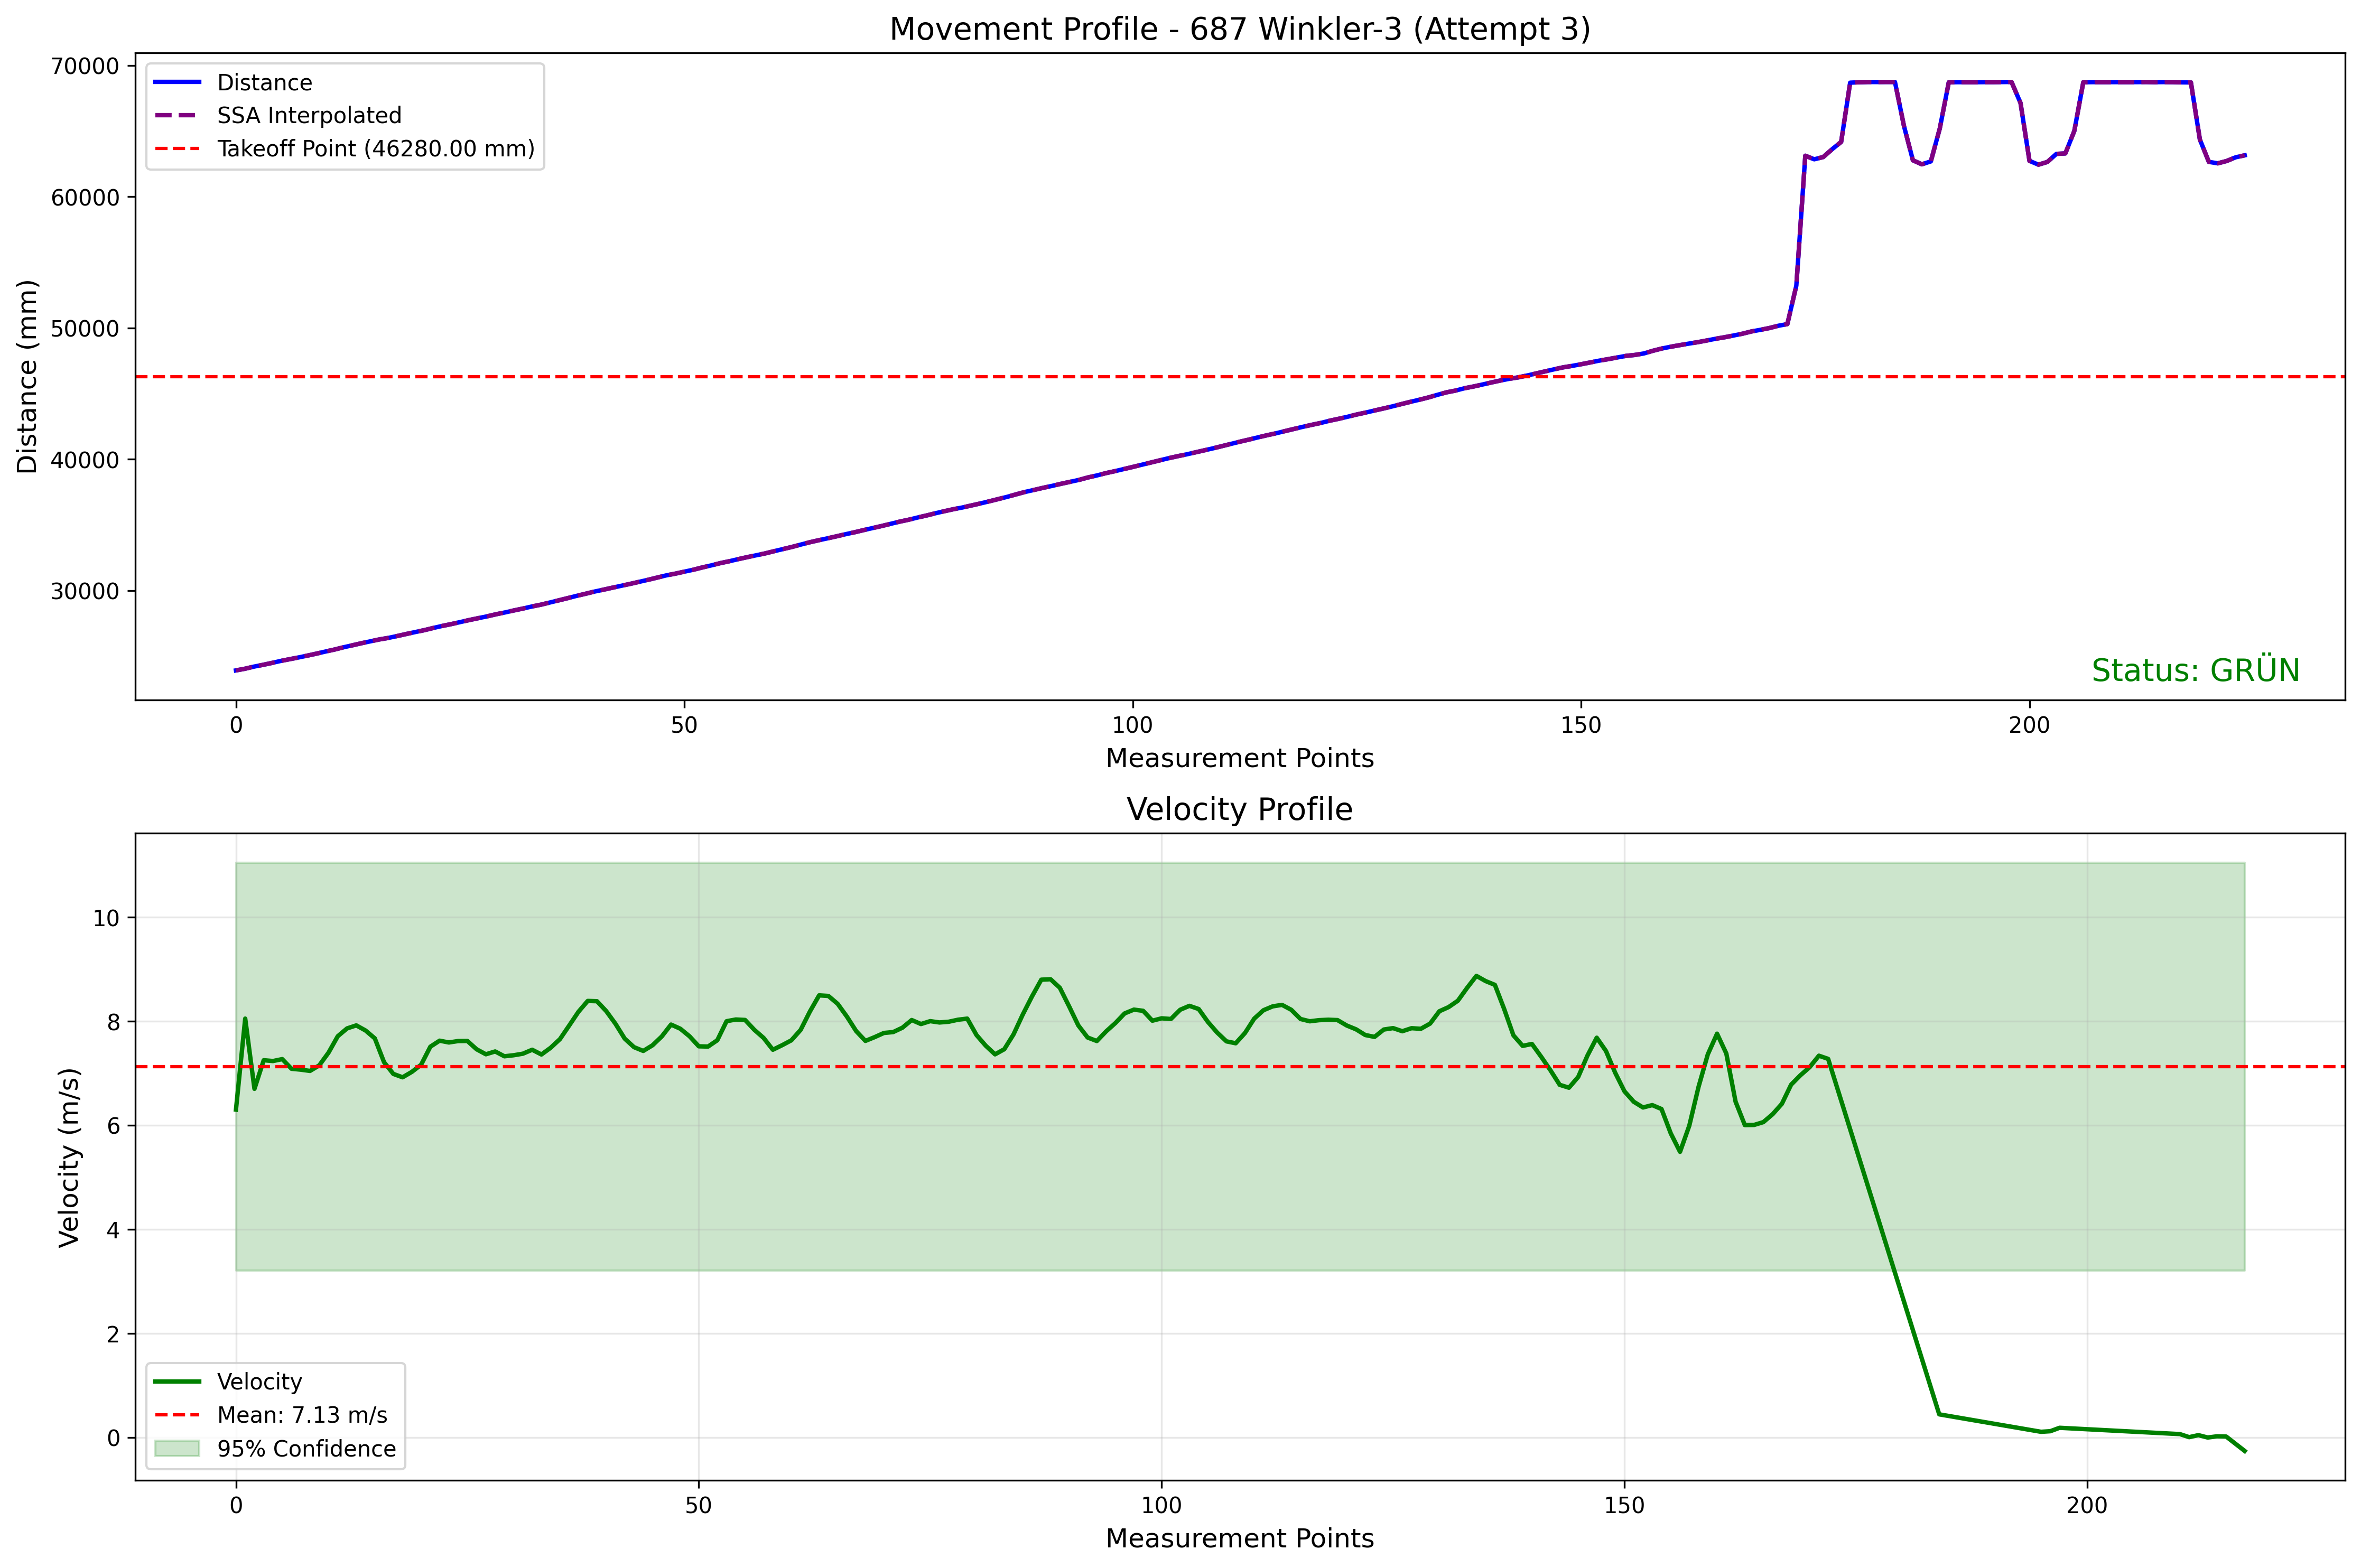 Movement Profile - 687 Winkler-3 (Attempt 3)
Distance (mm)
70000
60000
50000
40000
30000
Distance
SSA Interpolated
Takeoff Point (46280.00 mm)
Status: GRÜN
0 50 100 150 200
Measurement Points
Velocity Profile
Velocity (m/s)
10
8
6
4
2
0
Velocity
Mean: 7.13 m/s
95% Confidence
0 50 100 150 200
Measurement Points